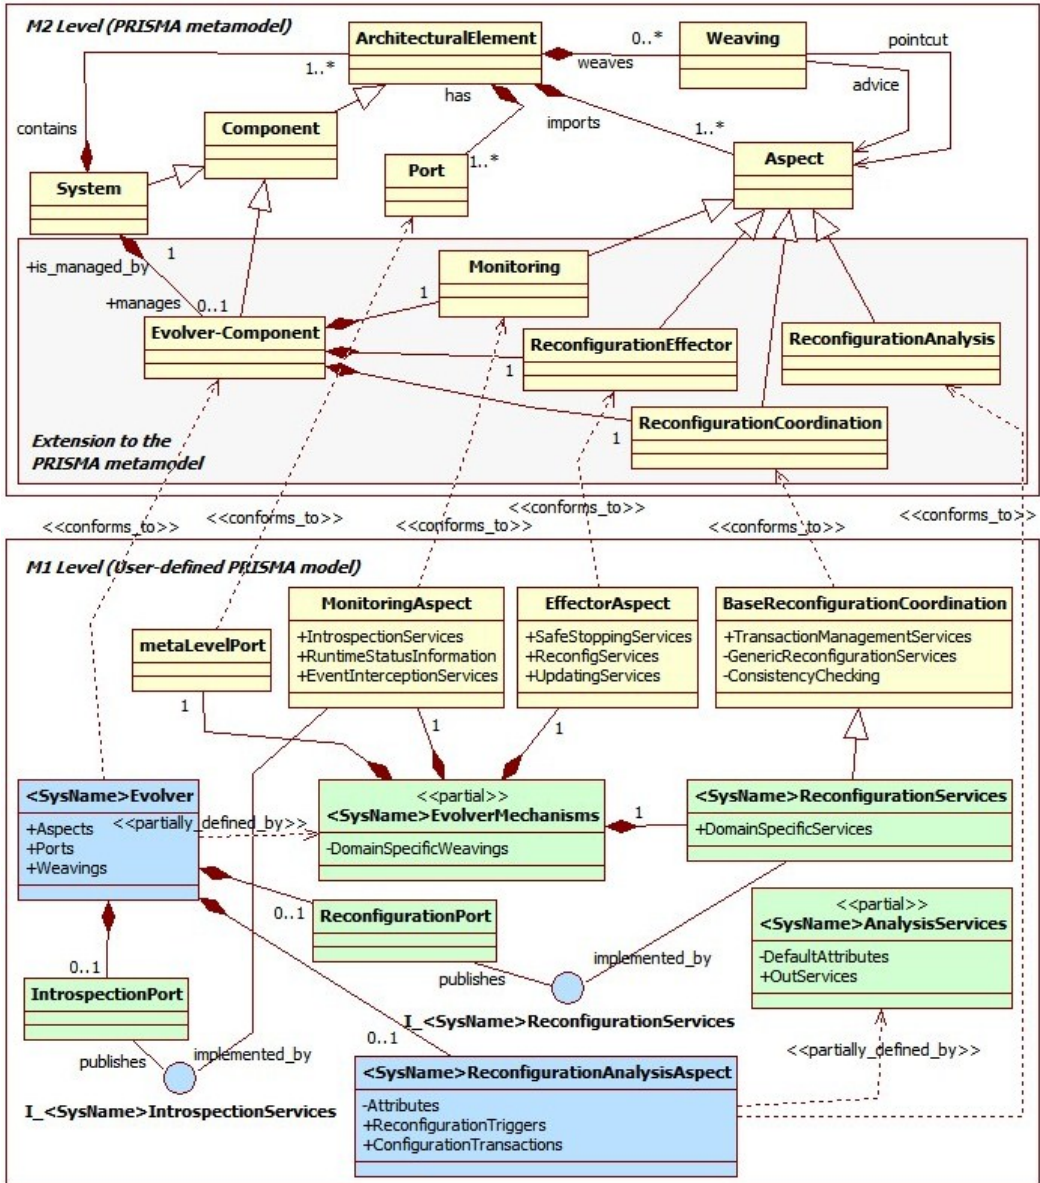 M2 Level (PRISMA metamodel)
ArchitecturalElement
0..*
weaves
Weaving
pointcut
advice
1..*
has
imports
contains
Component
1..*
1..*
Aspect
System
Port
1
+is_managed_by
+manages
0..1
Monitoring
1
Evolver-Component
ReconfigurationEffector
1
ReconfigurationAnalysis
ReconfigurationCoordination
1
Extension to the
PRISMA metamodel
<<conforms_to>>
<<conforms_to>>
<<conforms_to>>
<<conforms_to>>
<<conforms_to>>
<<conforms_to>>
M1 Level (User-defined PRISMA model)
metaLevelPort
1
MonitoringAspect
+IntrospectionServices
+RuntimeStatusInformation
+EventInterceptionServices
1
EffectorAspect
+SafeStoppingServices
+ReconfigServices
+UpdatingServices
1
BaseReconfigurationCoordination
+TransactionManagementServices
-GenericReconfigurationServices
-ConsistencyChecking
<SysName>Evolver
+Aspects
+Ports
+Weavings
<<partially_defined_by>>
<<partial>>
<SysName>EvolverMechanisms
-DomainSpecificWeavings
1
<SysName>ReconfigurationServices
+DomainSpecificServices
0..1
ReconfigurationPort
publishes
implemented_by
I_<SysName>ReconfigurationServices
<<partial>>
<SysName>AnalysisServices
-DefaultAttributes
+OutServices
0..1
IntrospectionPort
publishes
implemented_by
I_<SysName>IntrospectionServices
0..1
<<partially_defined_by>>
<SysName>ReconfigurationAnalysisAspect
-Attributes
+ReconfigurationTriggers
+ConfigurationTransactions